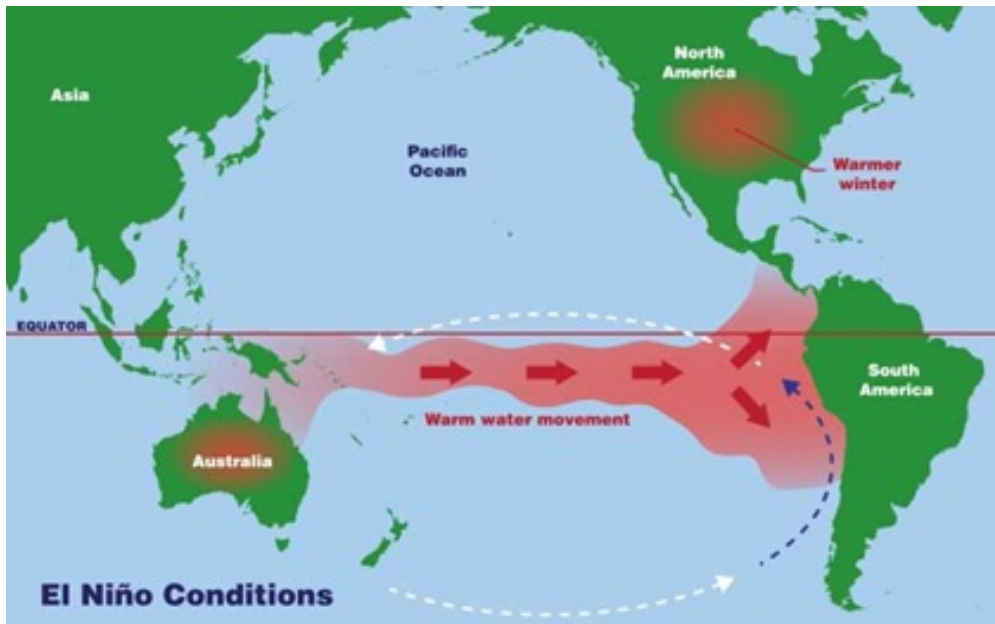 North
America
Asia
Pacific
Ocean
Warmer
winter
EQUATOR
South
America
Warm water movement
Australia
El Niño Conditions